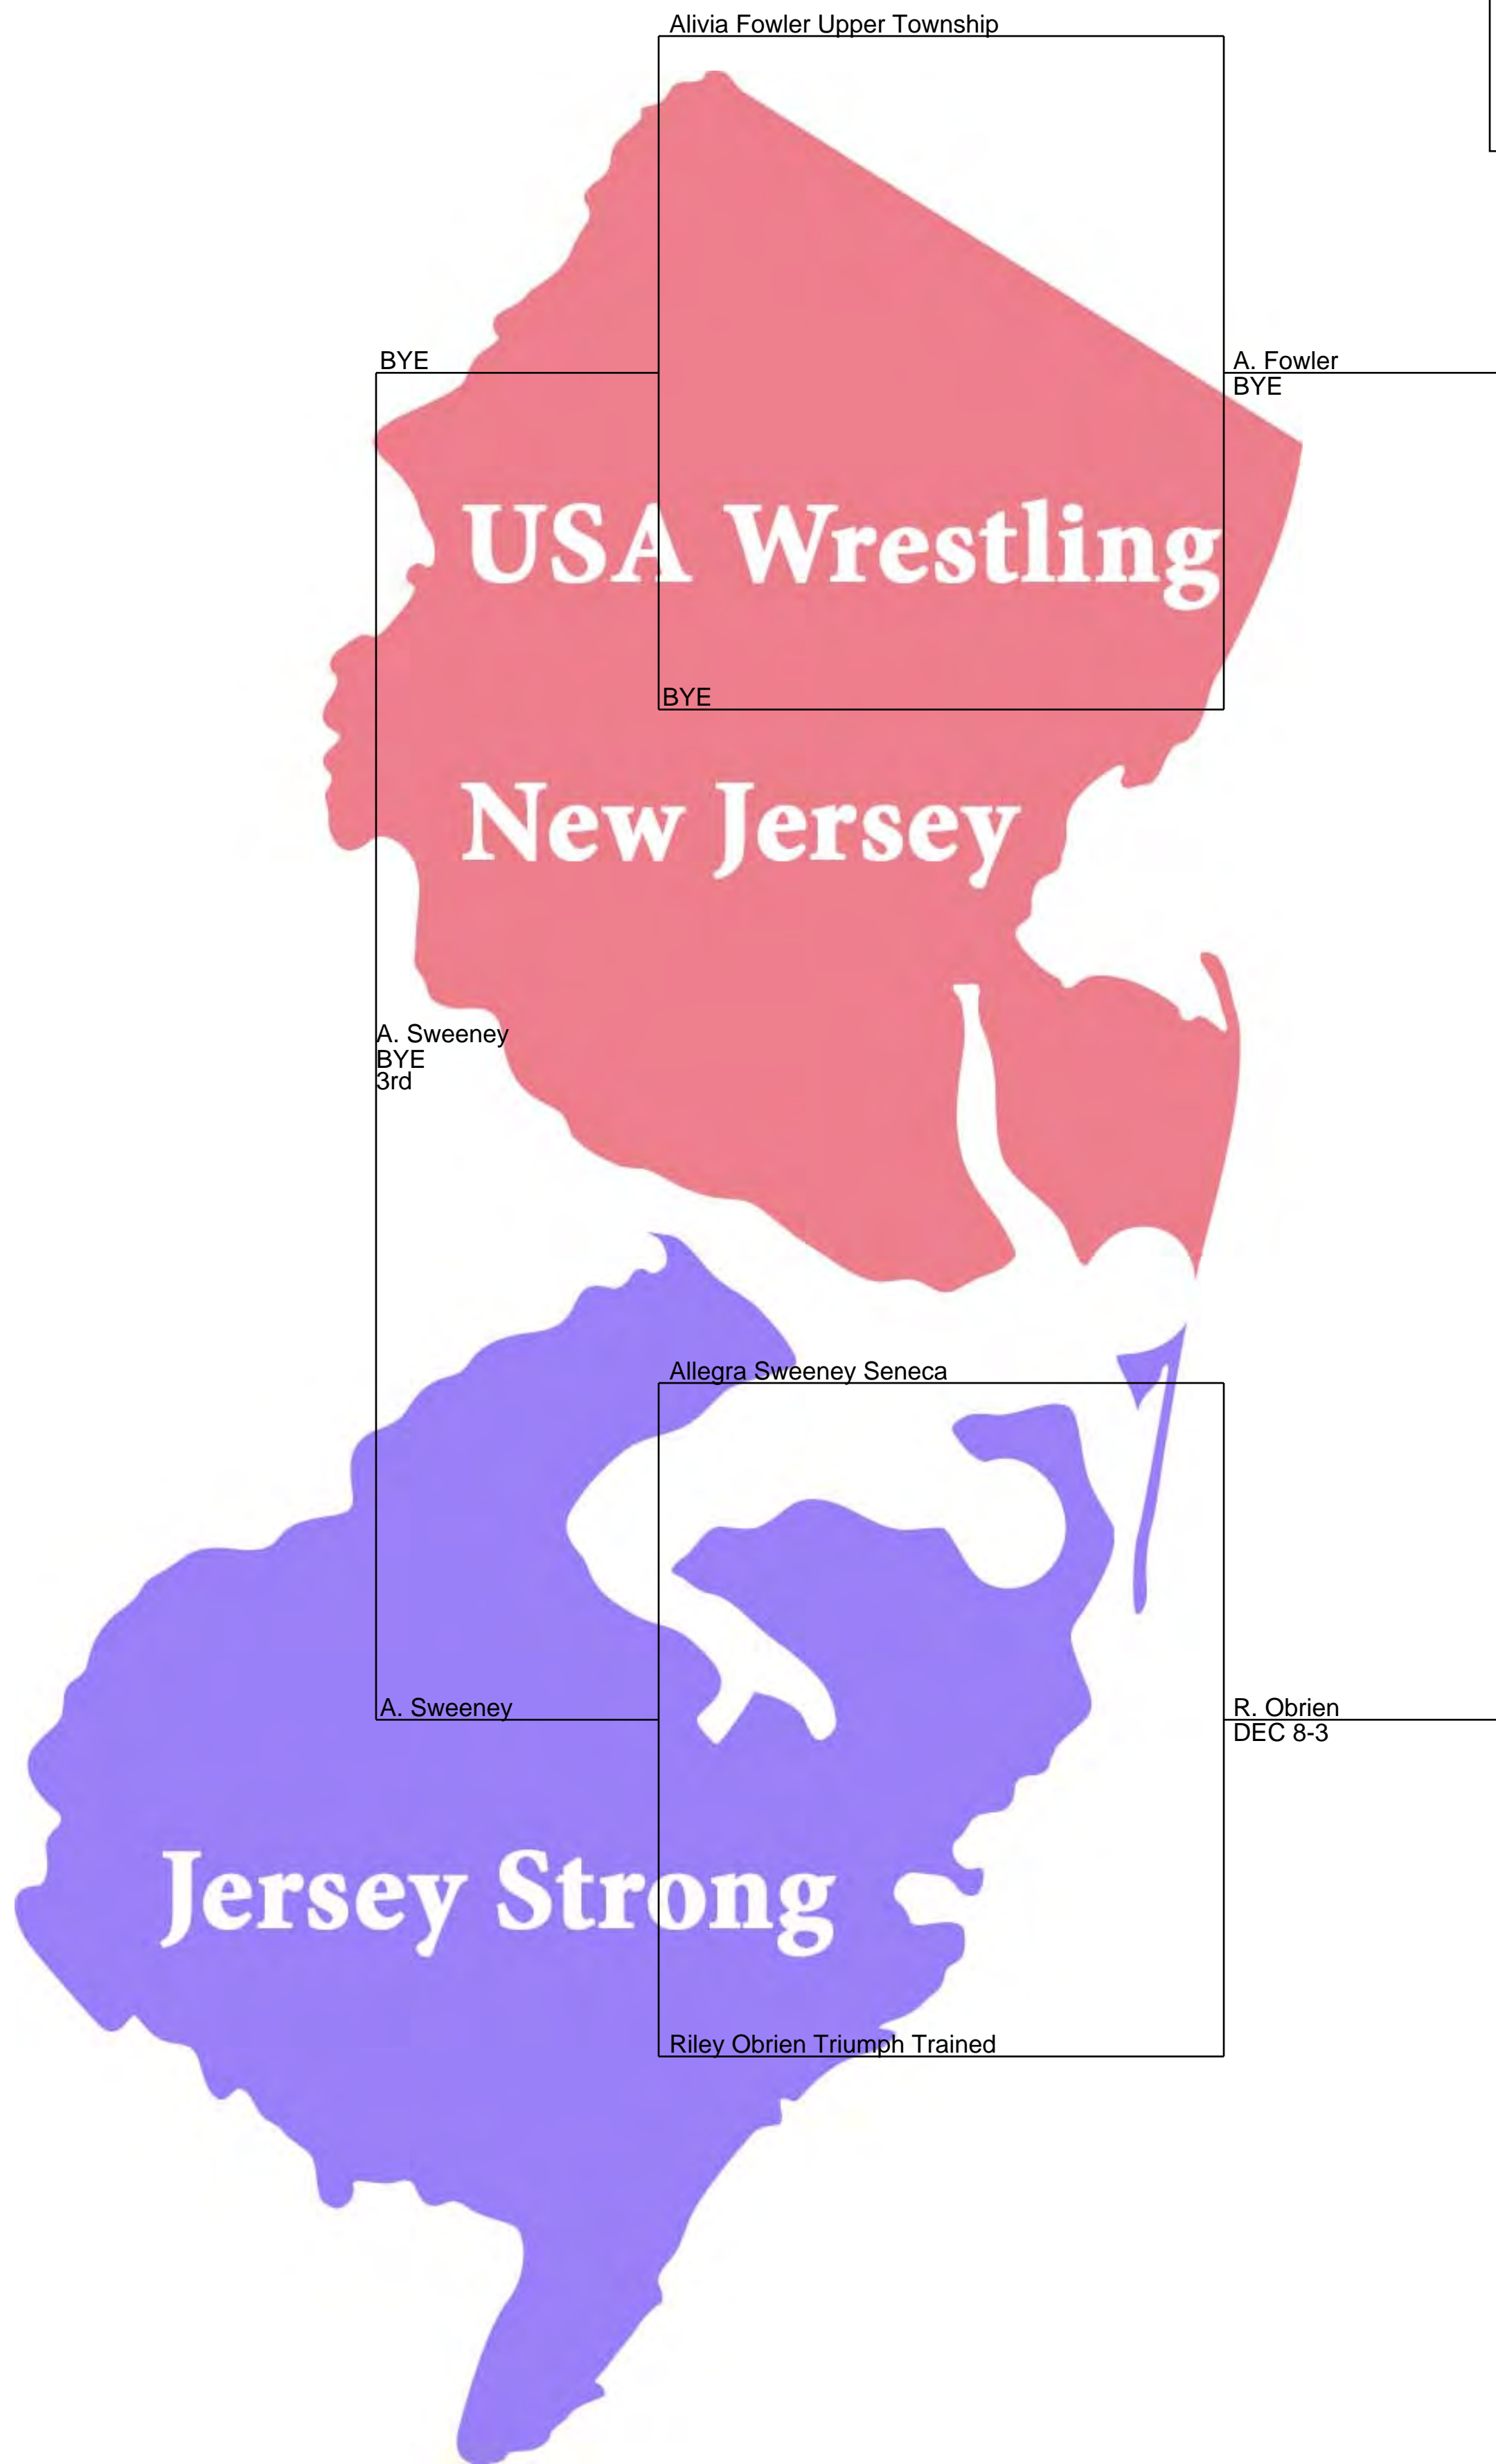 Alivia Fowler Upper Township
BYE
A. Fowler
BYE
USA Wrestling
BYE
New Jersey
A. Sweeney
BYE
3rd
Allegra Sweeney Seneca
A. Sweeney
R. Obrien
DEC 8-3
Jersey Strong
Riley Obrien Triumph Trained